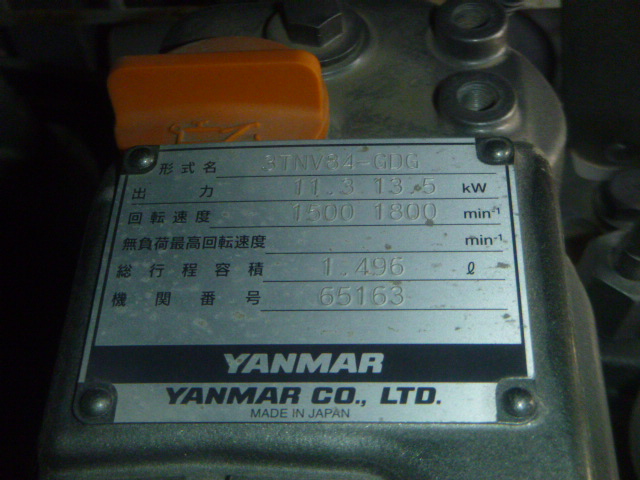 形式名 3TNV84-GDG
出力 11.3 13.5 kW
回転速度 1500 1800 min-1
無負荷最高回転速度 min-1
総行程容積 1.496 ℓ
機関番号 65163
YANMAR
YANMAR CO., LTD.
MADE IN JAPAN